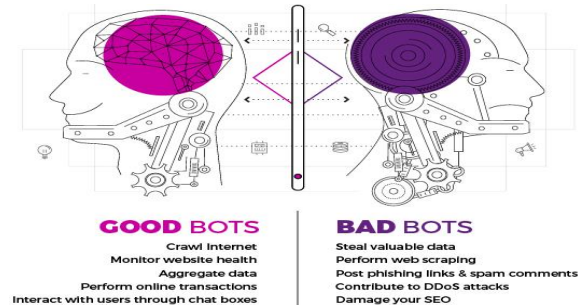 GOOD BOTS
Crawl Internet
Monitor website health
Aggregate data
Perform online transactions
Interact with users through chat boxes
BAD BOTS
Steal valuable data
Perform web scraping
Post phishing links & spam comments
Contribute to DDoS attacks
Damage your SEO